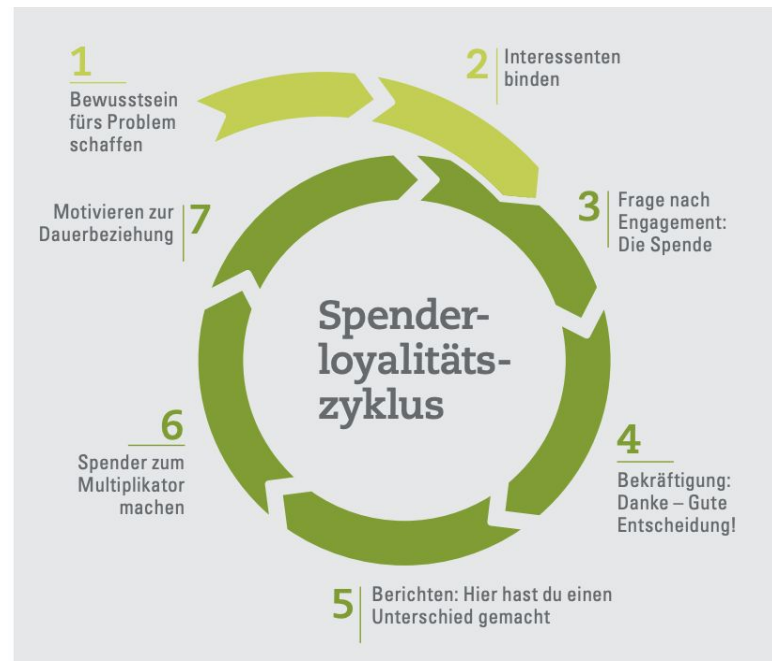 1
Bewusstsein
fürs Problem
schaffen
2
Interessenten
binden
3
Frage nach
Engagement:
Die Spende
4
Bekräftigung:
Danke – Gute
Entscheidung!
5
Berichten: Hier hast du einen
Unterschied gemacht
6
Spender zum
Multiplikator
machen
7
Motivieren zur
Dauerbeziehung
Spender-
loyalitäts-
zyklus